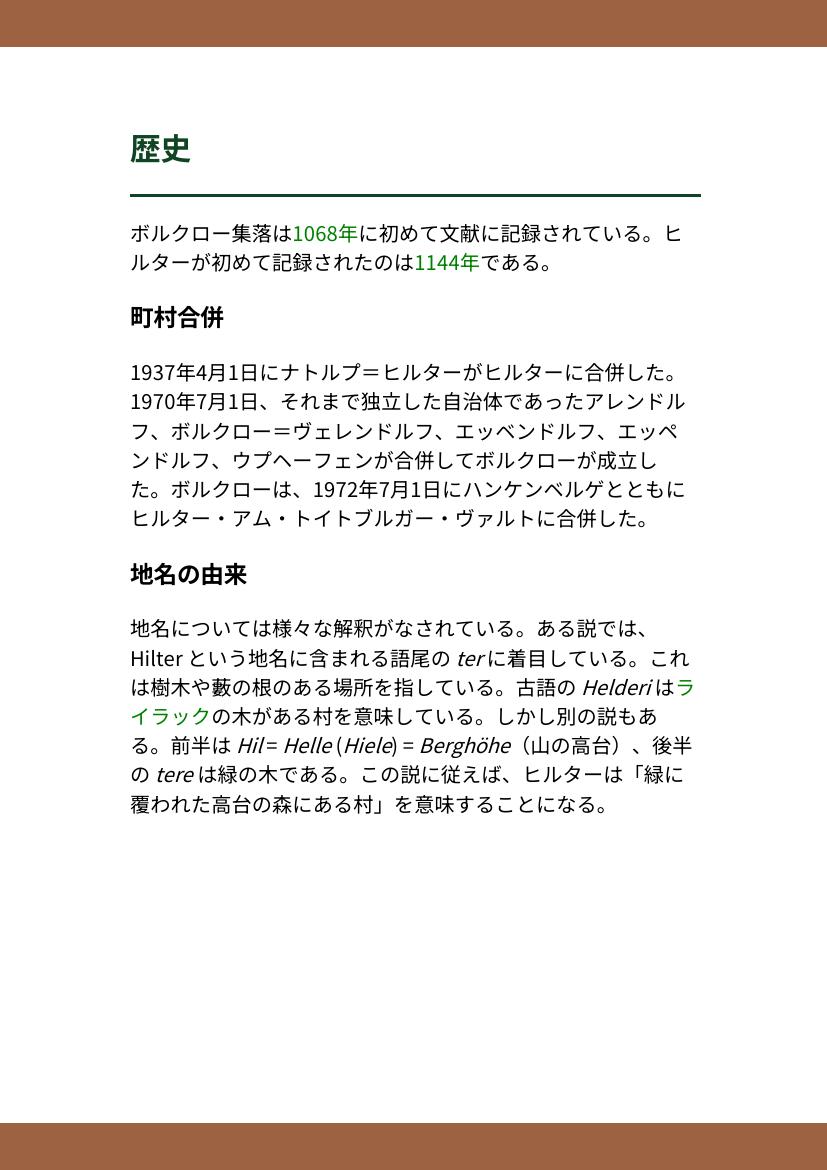 歴史
ボルクロー集落は1068年に初めて文献に記録されている。ヒ
ルターが初めて記録されたのは1144年である。
町村合併
1937年4月1日にナトルプ＝ヒルターがヒルターに合併した。
1970年7月1日、それまで独立した自治体であったアレンドル
フ、ボルクロー＝ヴェレンドルフ、エッベンドルフ、エッペ
ンドルフ、ウプヘーフェンが合併してボルクローが成立し
た。ボルクローは、1972年7月1日にハンケンベルゲとともに
ヒルター・アム・トイトブルガー・ヴァルトに合併した。
地名の由来
地名については様々な解釈がなされている。ある説では、
Hilter という地名に含まれる語尾の ter に着目している。これ
は樹木や藪の根のある場所を指している。古語の Helderi はラ
イラックの木がある村を意味している。しかし別の説もあ
る。前半は Hil = Helle (Hiele) = Berghöhe（山の高台）、後半
の tere は緑の木である。この説に従えば、ヒルターは「緑に
覆われた高台の森にある村」を意味することになる。